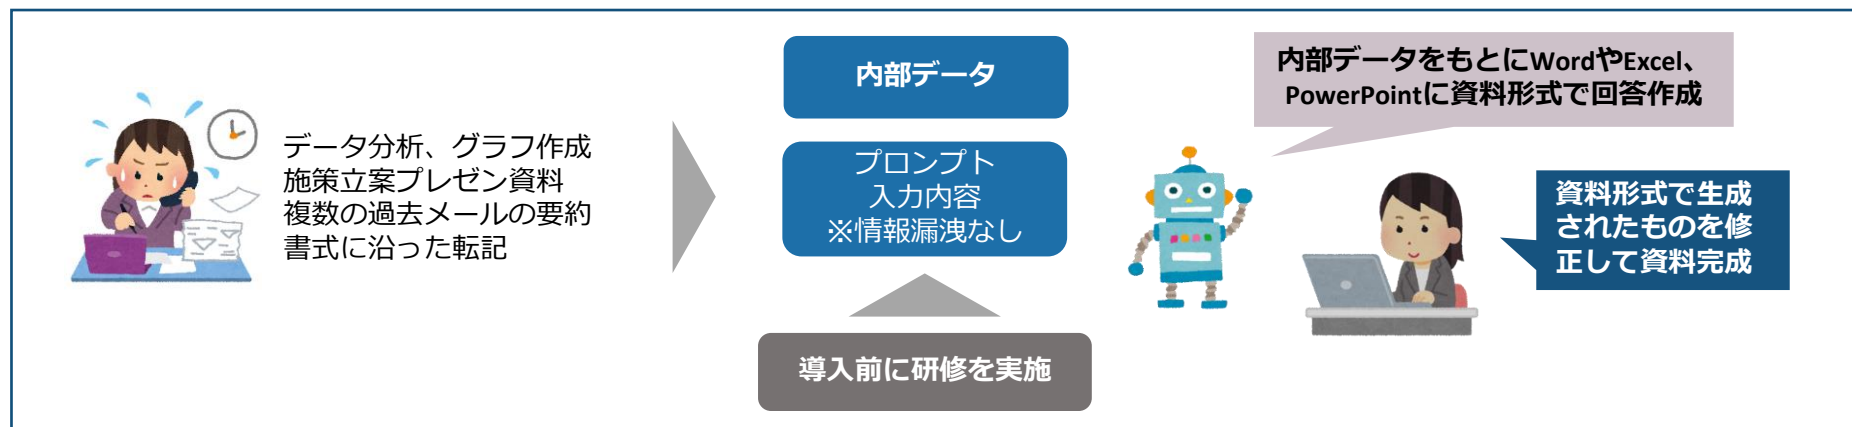 データ分析、グラフ作成
施策立案プレゼン資料
複数の過去メールの要約
書式に沿った転記
内部データ
プロンプト
入力内容
※情報漏洩なし
導入前に研修を実施
内部データをもとにWordやExcel、
PowerPointに資料形式で回答作成
資料形式で生成
されたものを修
正して資料完成